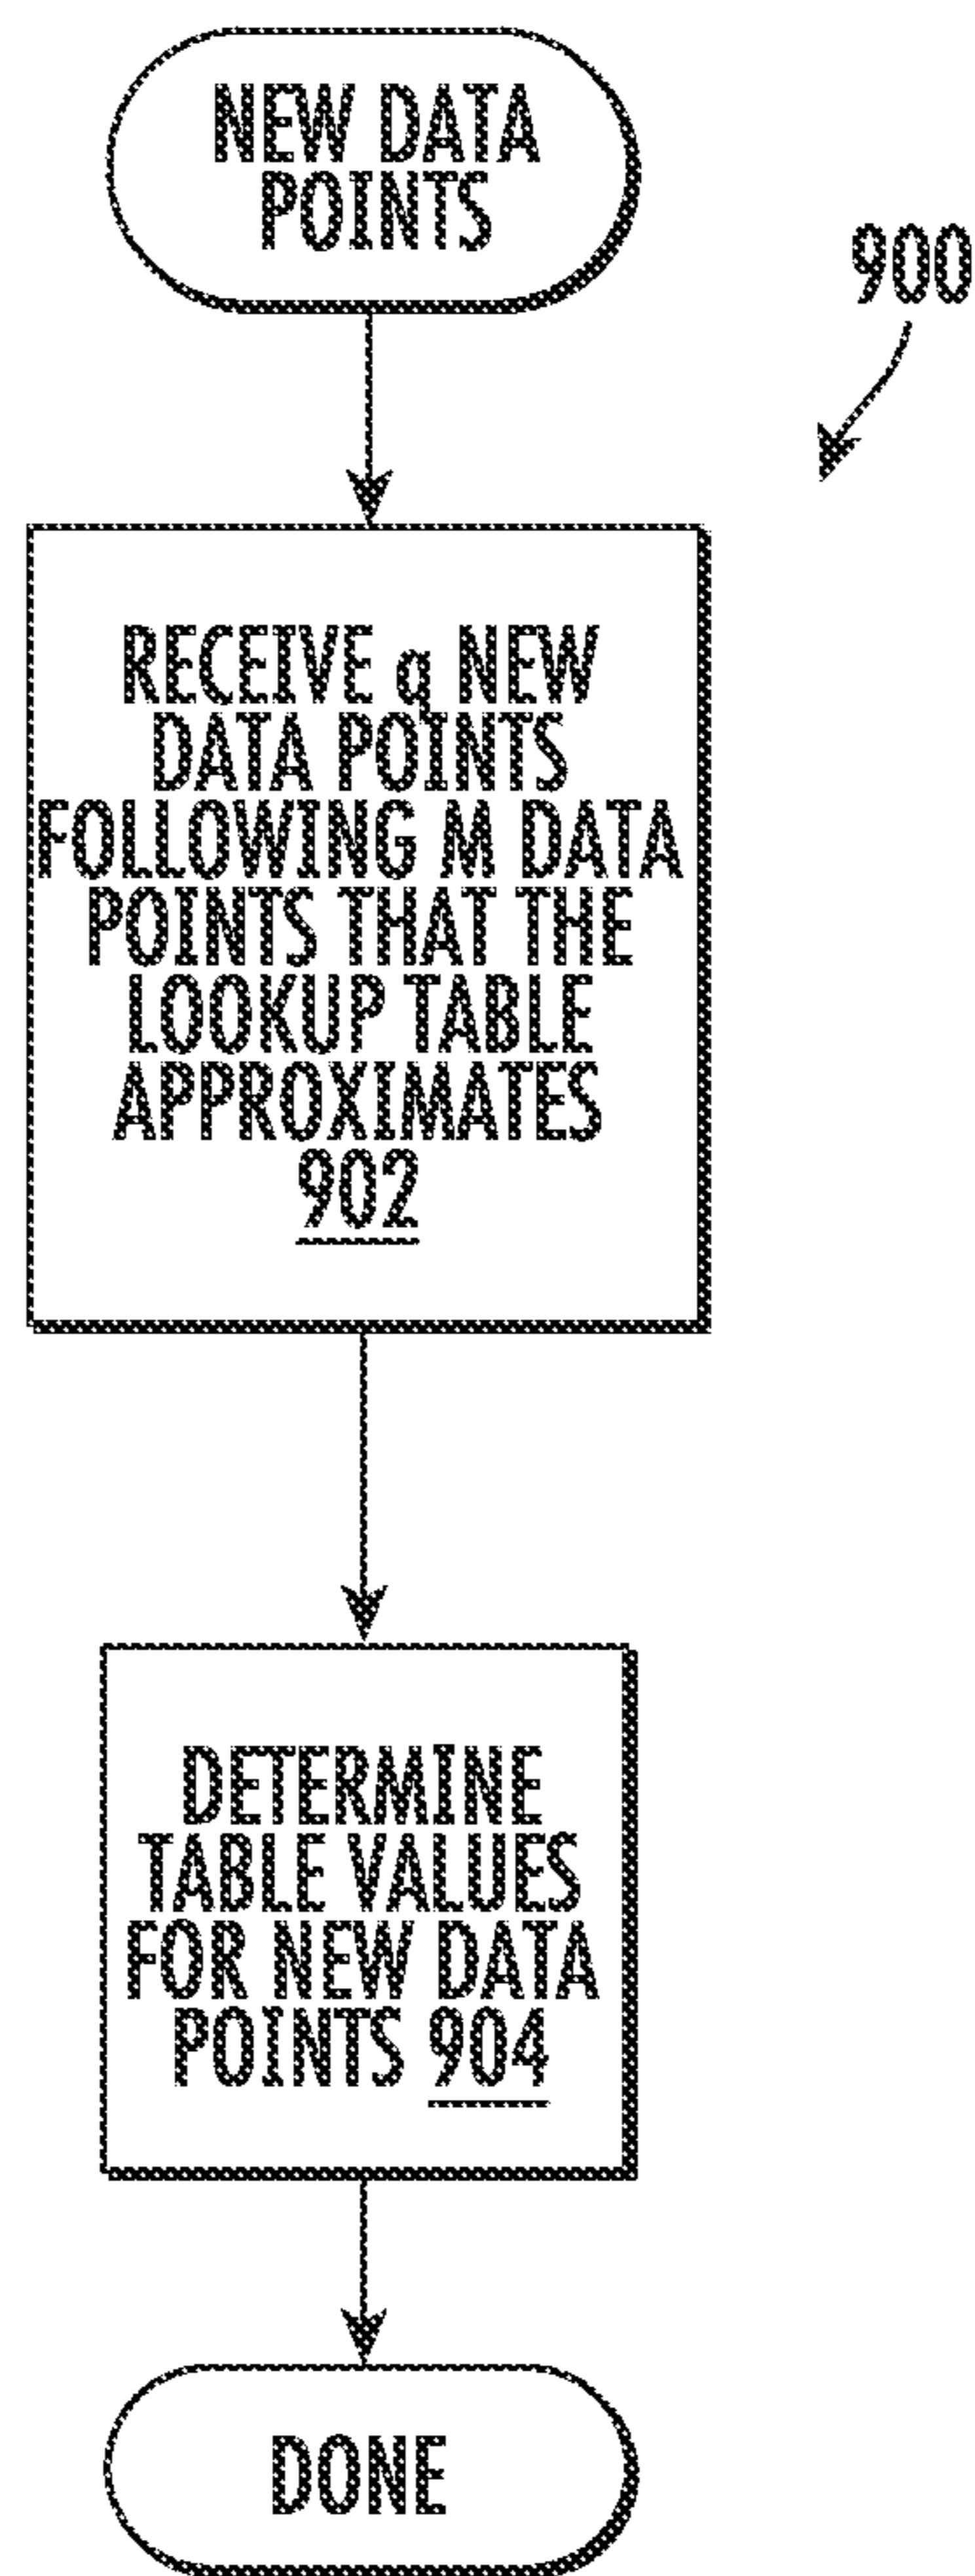 NEW DATA
POINTS
900
RECEIVE q NEW
DATA POINTS
FOLLOWING M DATA
POINTS THAT THE
LOOKUP TABLE
APPROXIMATES
902
DETERMINE
TABLE VALUES
FOR NEW DATA
POINTS 904
DONE